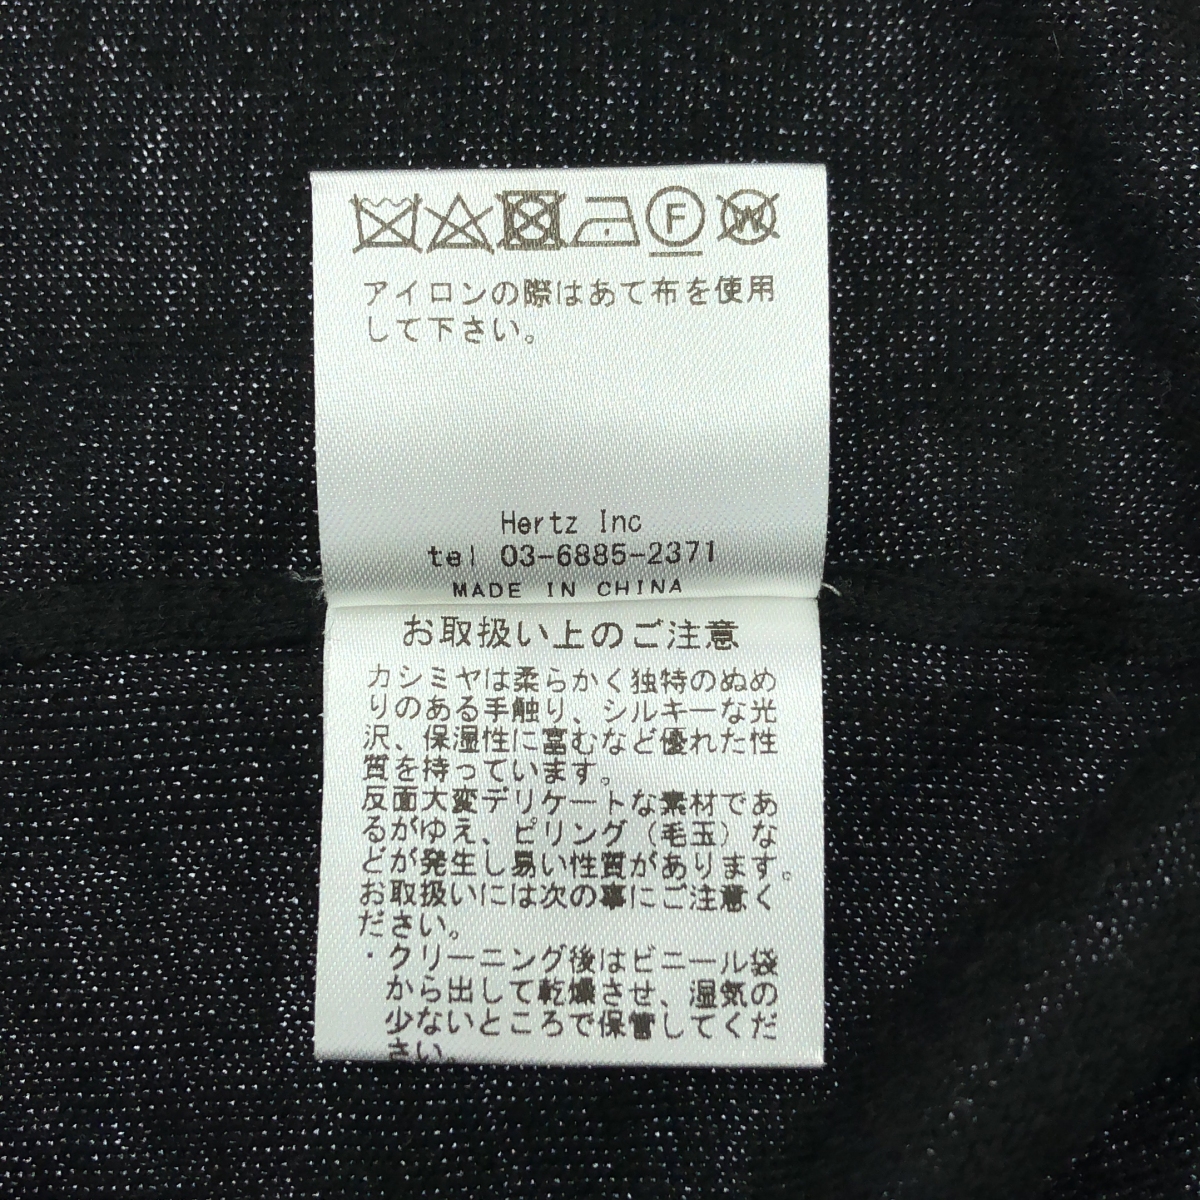 F W
アイロンの際はあて布を使用
して下さい。
Hertz Inc
tel 03-6885-2371
MADE IN CHINA
お取扱い上のご注意
カシミヤは柔らかく独特のぬめ
りのある手触り、シルキーな光
沢、保湿性に富むなど優れた性
質を持っています。
反面大変デリケートな素材であ
るがゆえ、ピリング(毛玉)な
どが発生し易い性質があります。
お取扱いには次の事にご注意く
ださい。
・クリーニング後はビニール袋
から出して乾燥させ、湿気の
少ないところで保管してくだ
さい。